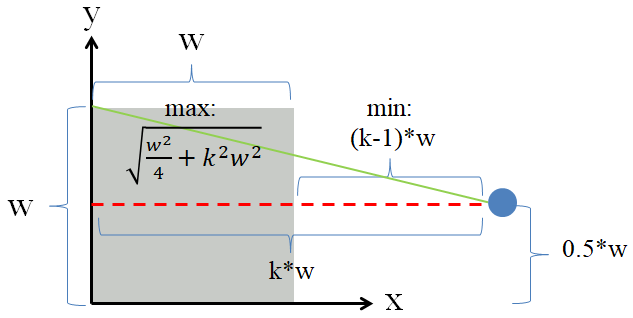 y
w
max:
√(w²/4 + k²w²)
min:
(k-1)*w
w
k*w
0.5*w
x